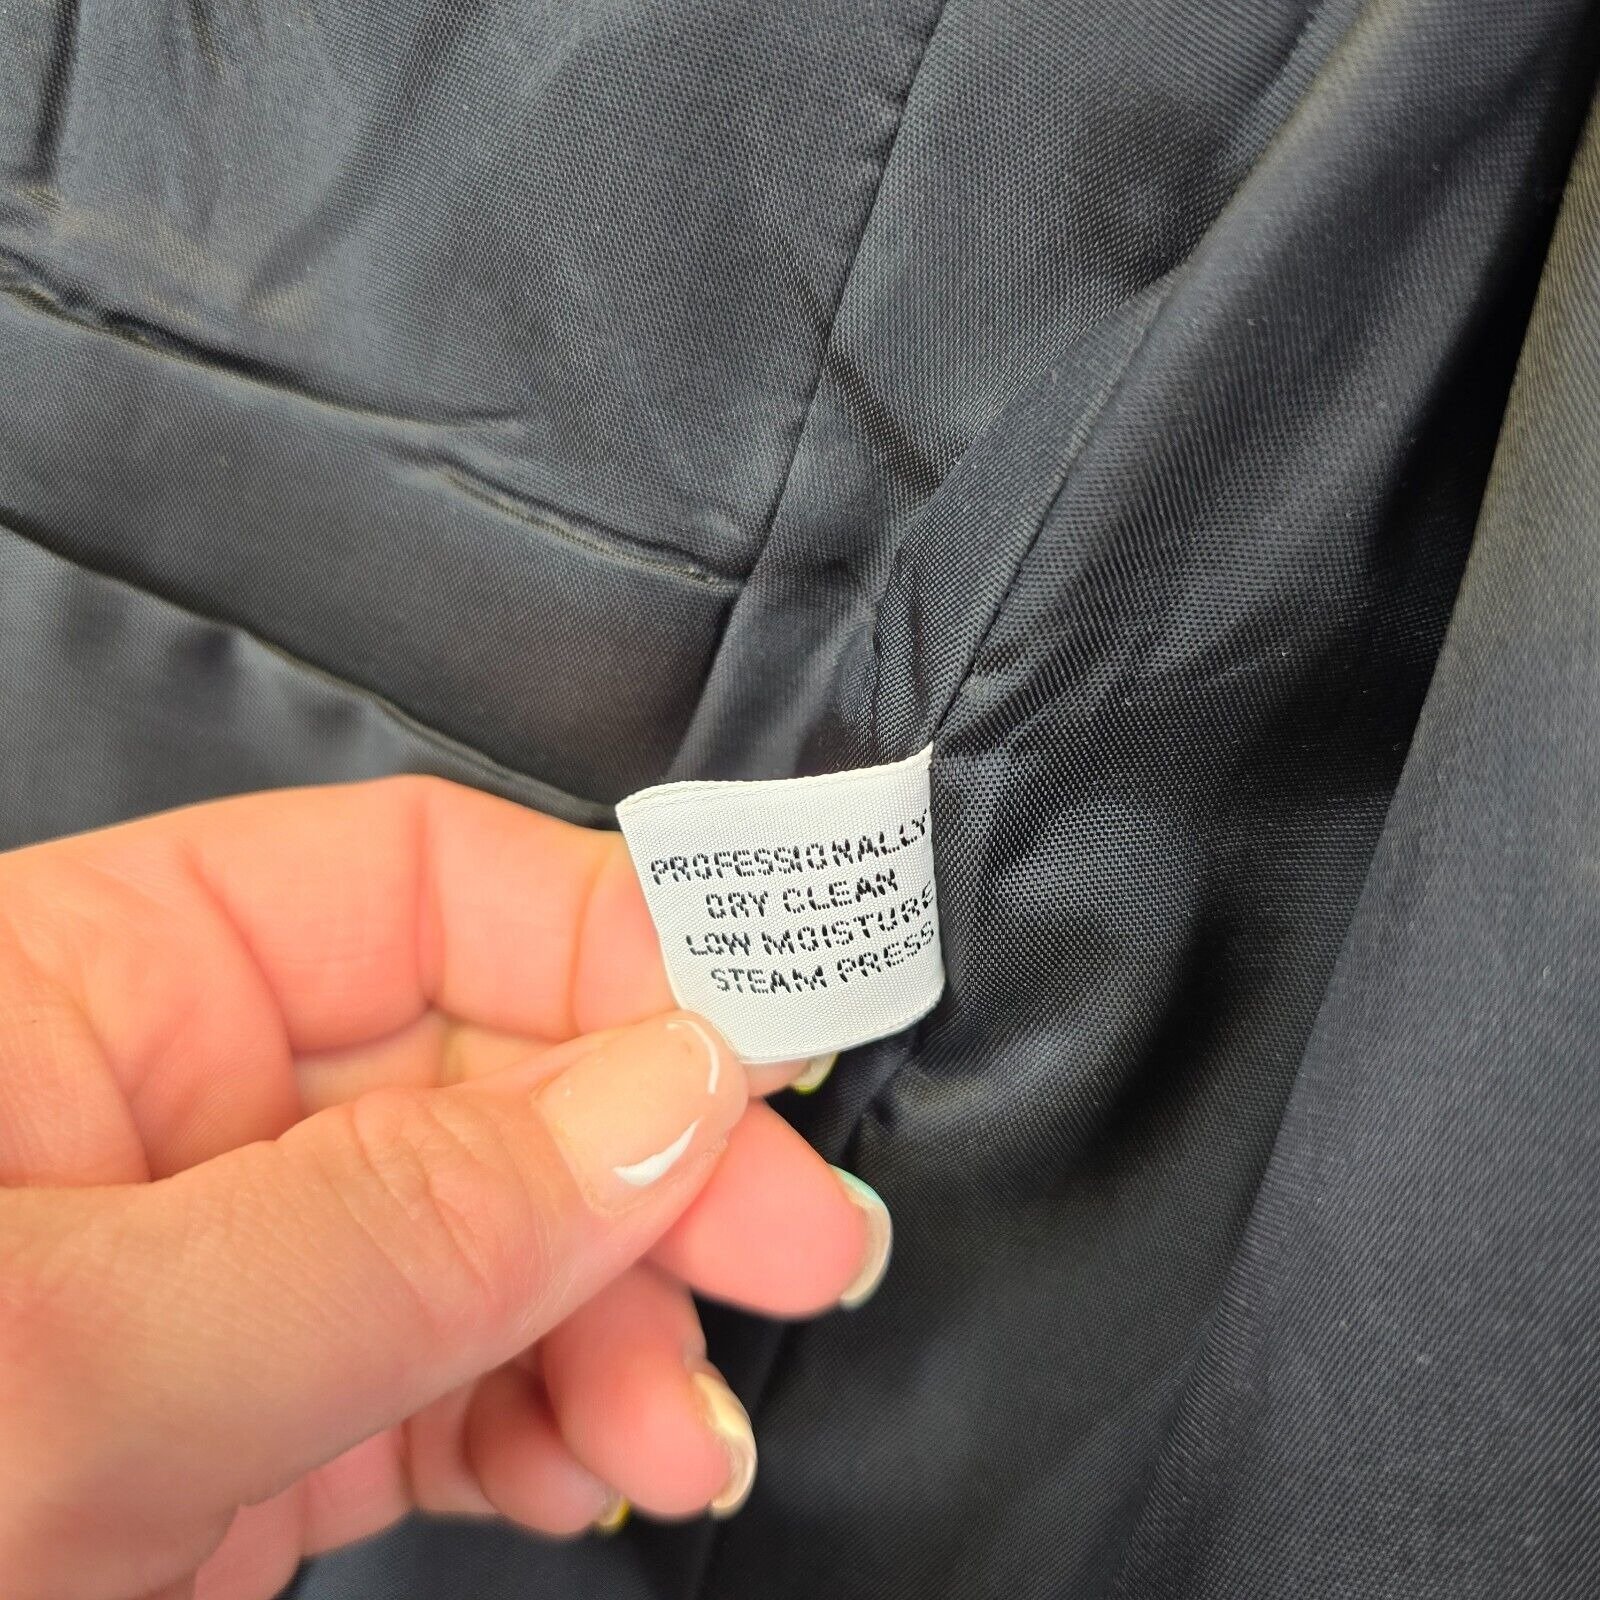 PROFESSIONALLY
DRY CLEAN
LOW MOISTURE
STEAM PRESS